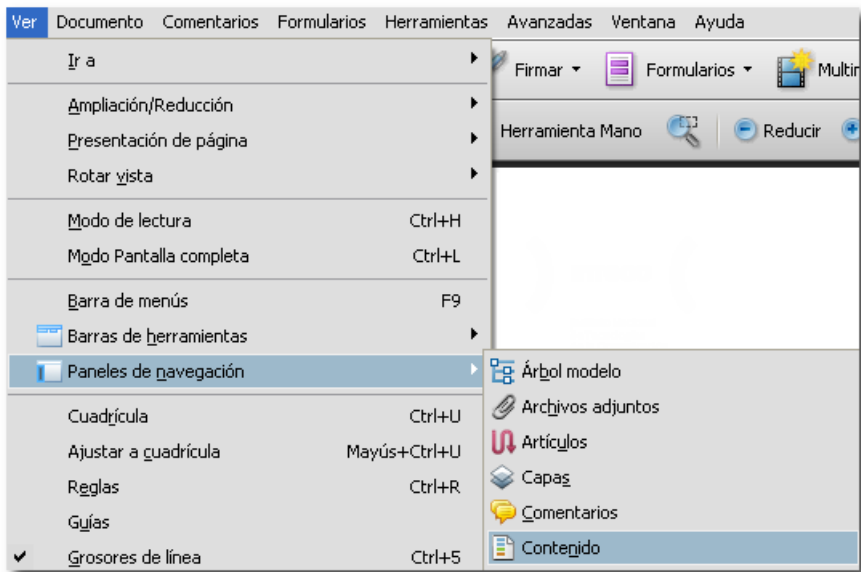 Ver Documento Comentarios Formularios Herramientas Avanzadas Ventana Ayuda
Firmar Formularios
Herramienta Mano Reducir
Ir a
Ampliación/Reducción
Presentación de página
Rotar vista
Modo de lectura Ctrl+H
Modo Pantalla completa Ctrl+L
Barra de menús F9
Barras de herramientas
Paneles de navegación
Cuadrícula Ctrl+U
Ajustar a cuadrícula Mayús+Ctrl+U
Reglas Ctrl+R
Guías
Grosores de línea Ctrl+5
Árbol modelo
Archivos adjuntos
Artículos
Capas
Comentarios
Contenido